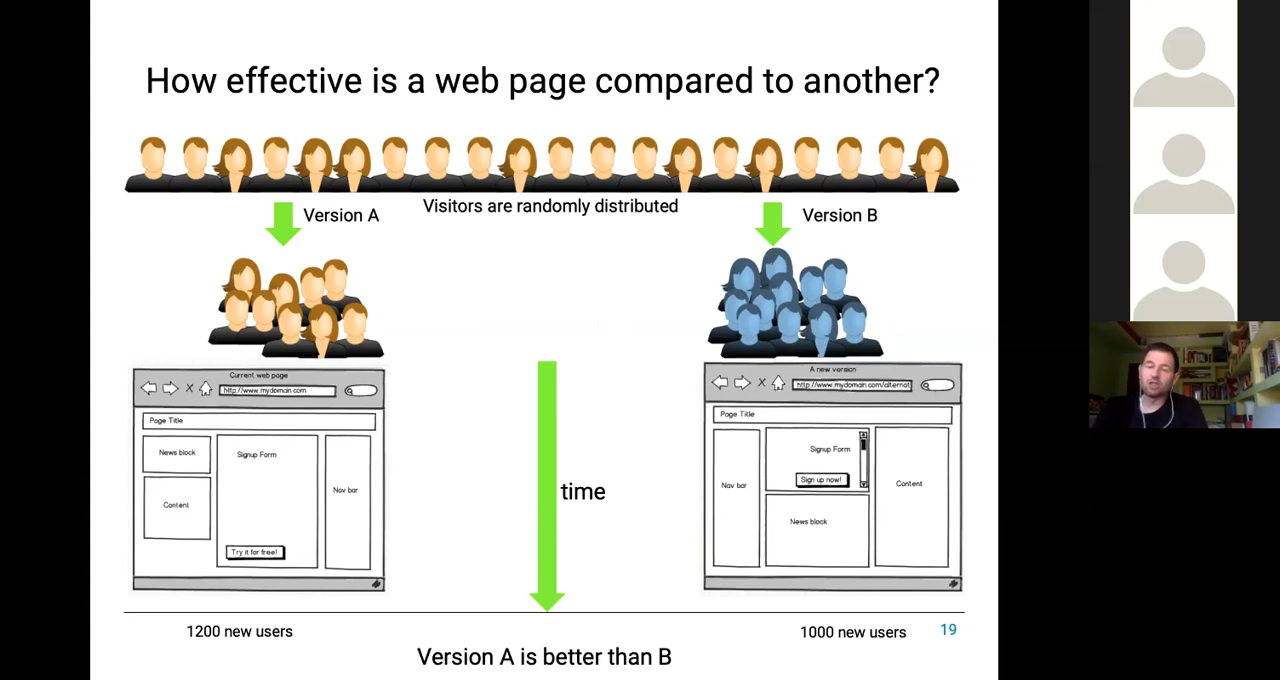 How effective is a web page compared to another?
Visitors are randomly distributed
Version A
Version B
Current web page
http://www.mydomain.com
Page Title
News block
Signup Form
Content
Nav bar
Try it for free!
time
A new version
http://www.mydomain.com/alternat
Page Title
Nav bar
Signup Form
Sign up now!
Content
News block
1200 new users
1000 new users
19
Version A is better than B